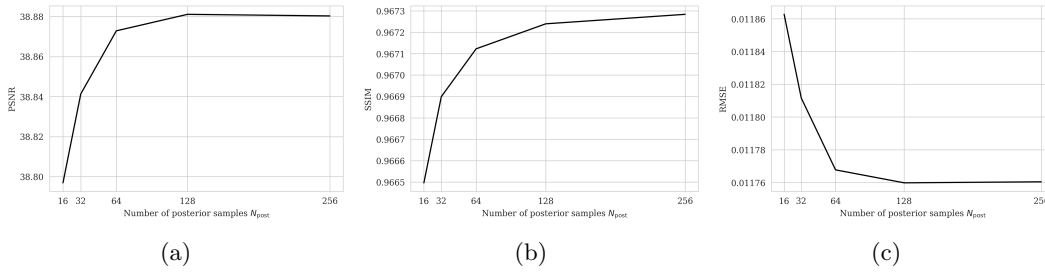 38.88
38.86
38.84
38.82
38.80
PSNR
16 32 64 128 256
Number of posterior samples N_post
(a)
0.9673
0.9672
0.9671
0.9670
0.9669
0.9668
0.9667
0.9666
0.9665
SSIM
16 32 64 128 256
Number of posterior samples N_post
(b)
0.01186
0.01184
0.01182
0.01180
0.01178
0.01176
RMSE
16 32 64 128 25
Number of posterior samples N_post
(c)